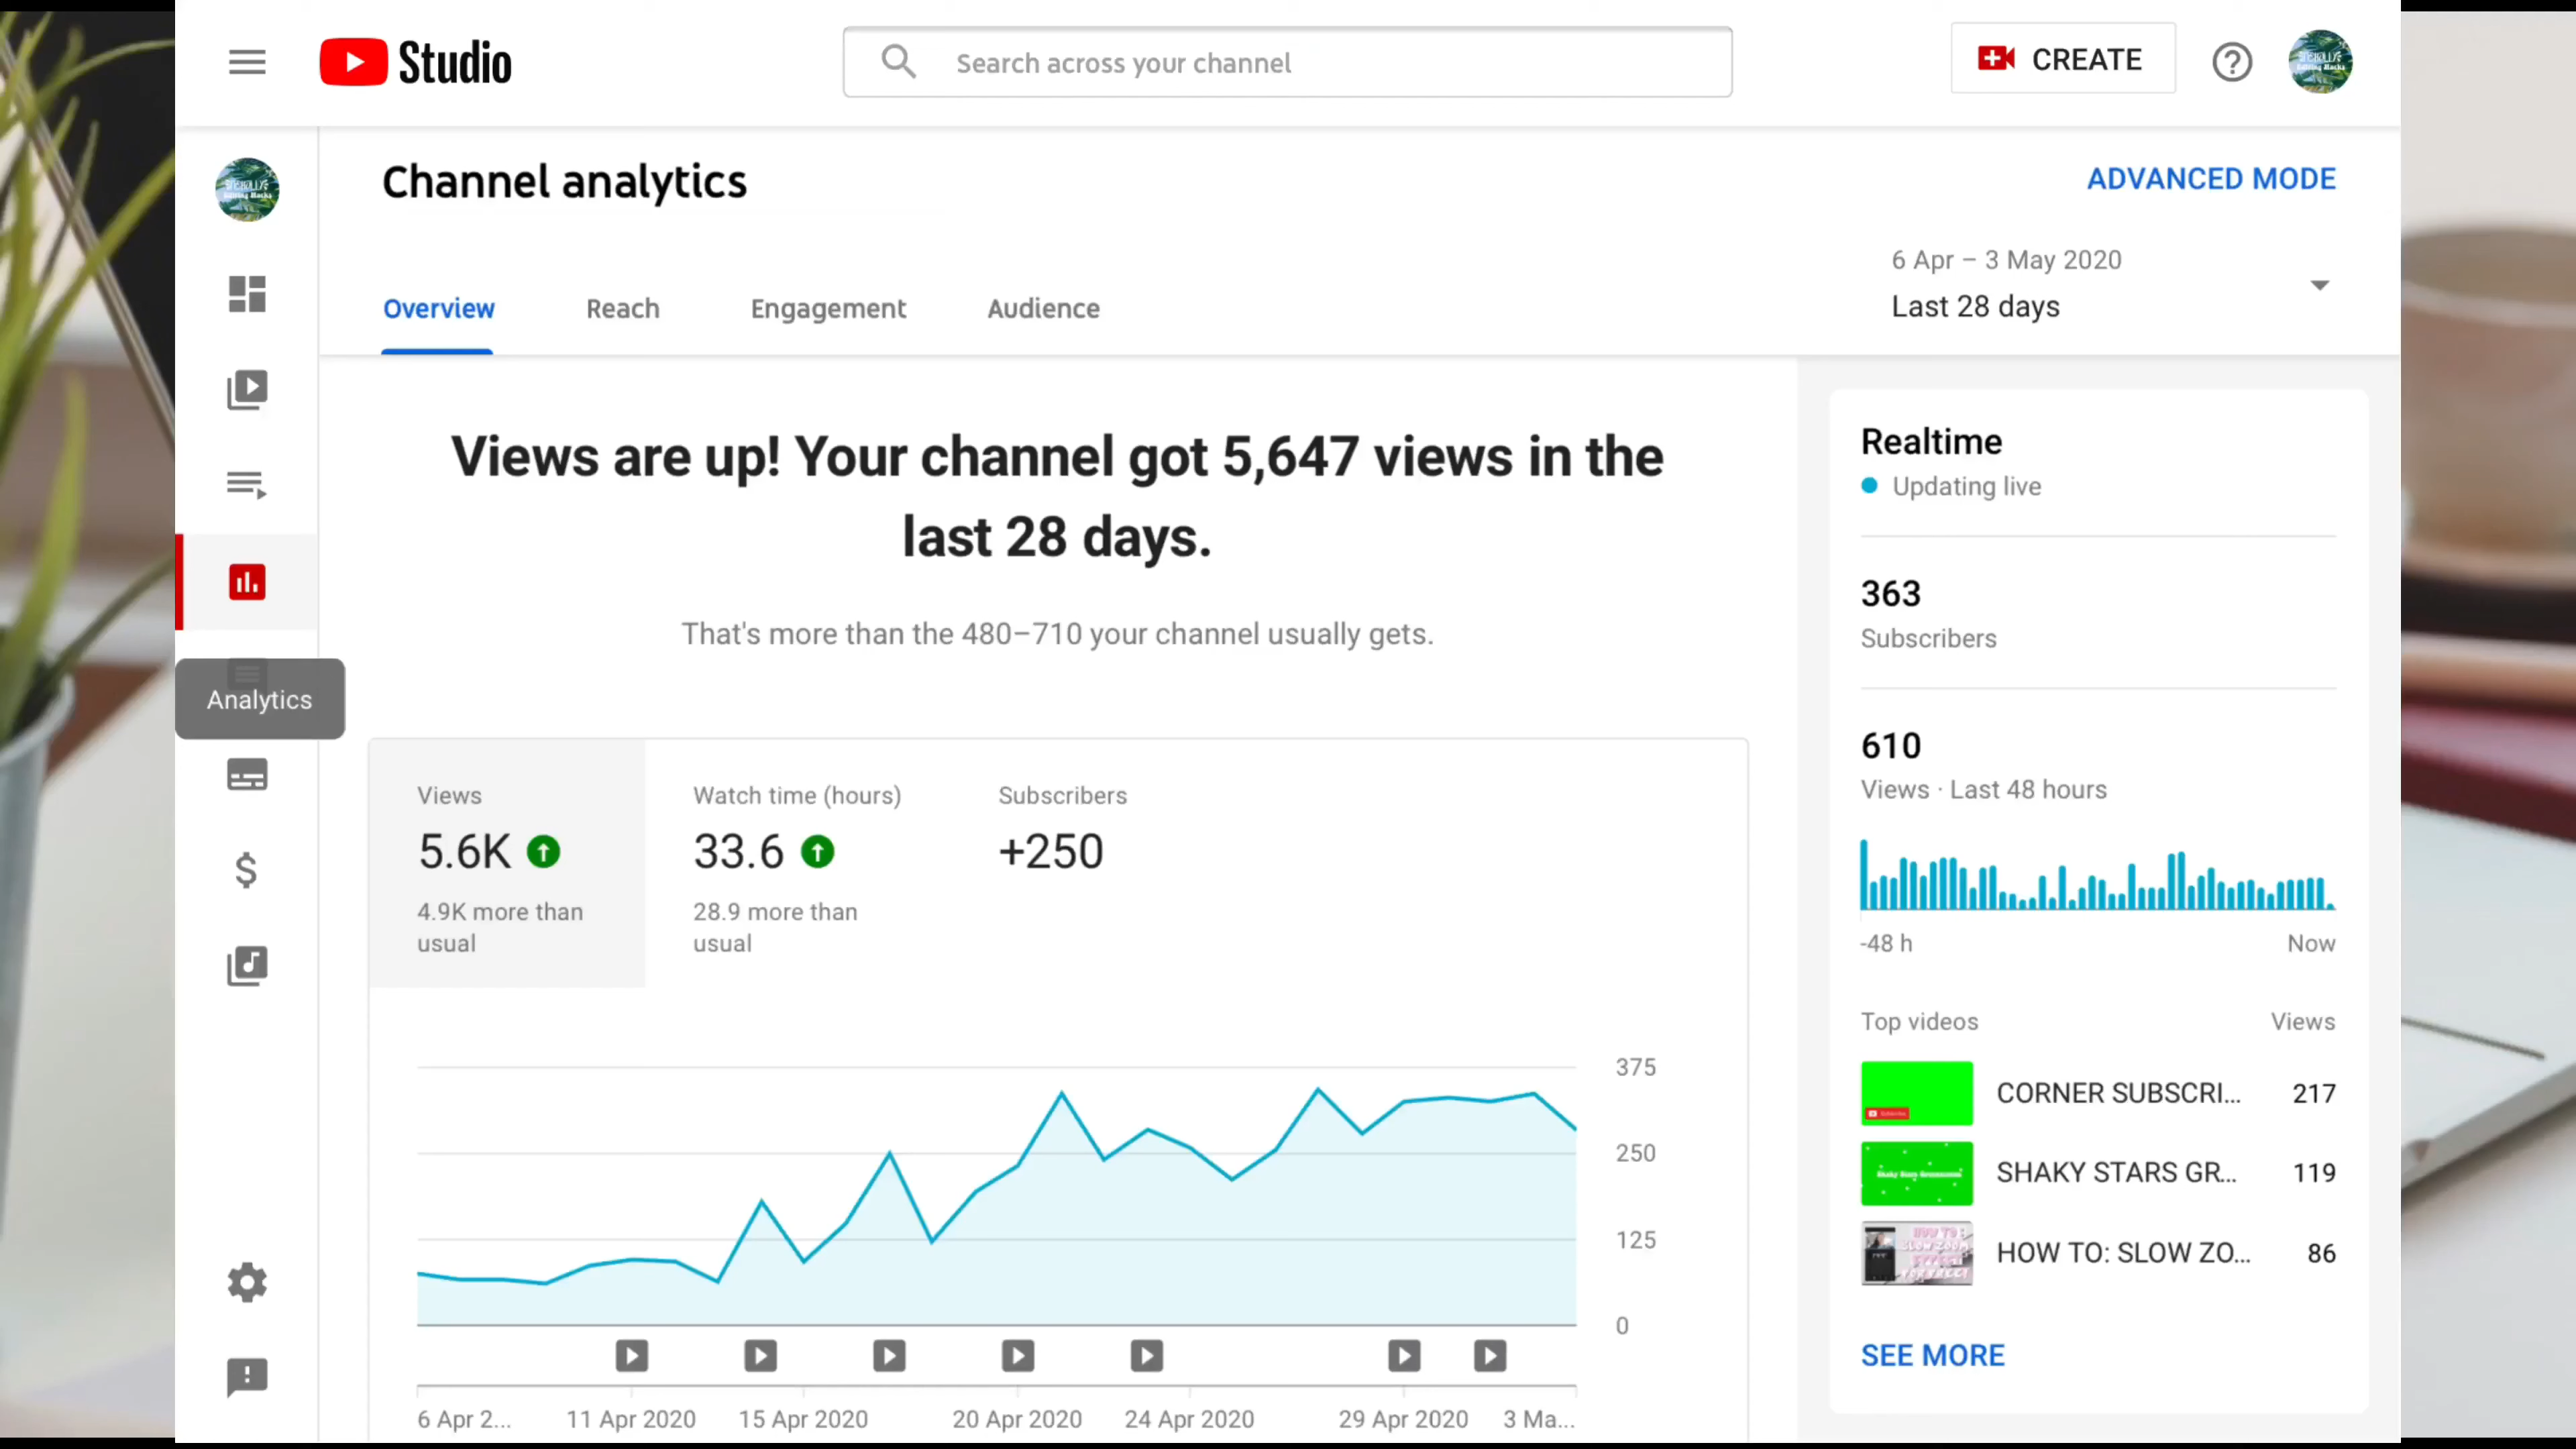 Studio
Search across your channel
CREATE
Channel analytics
ADVANCED MODE
6 Apr – 3 May 2020
Last 28 days
Overview
Reach
Engagement
Audience
Views are up! Your channel got 5,647 views in the
last 28 days.
That's more than the 480–710 your channel usually gets.
Analytics
Views
5.6K
4.9K more than
usual
Watch time (hours)
33.6
28.9 more than
usual
Subscribers
+250
375
250
125
0
6 Apr 2...
11 Apr 2020
15 Apr 2020
20 Apr 2020
24 Apr 2020
29 Apr 2020
3 Ma...
Realtime
Updating live
363
Subscribers
610
Views · Last 48 hours
-48 h
Now
Top videos
Views
CORNER SUBSCRI...
217
Shaky Stars Greenscreen
SHAKY STARS GR...
119
HOW TO: SLOW ZO...
86
SEE MORE